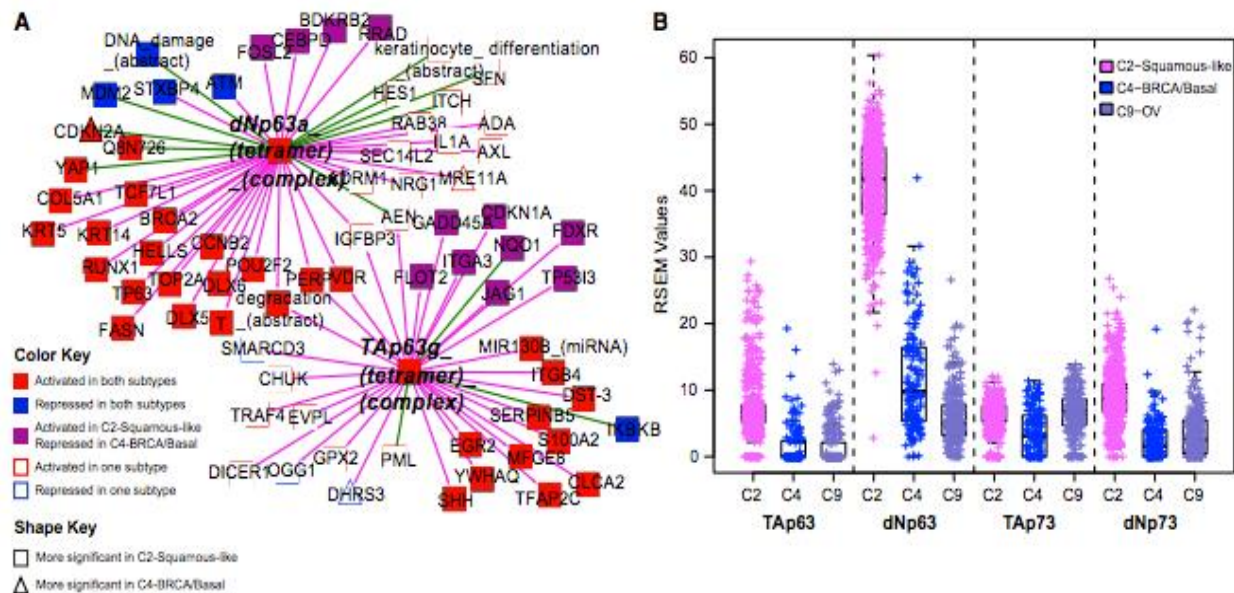 A
BDKRB2
DNA_damage
_(abstract)
FOSL2
CEBPD
RRAD
keratinocyte_differentiation
_(abstract)
SFN
MDM2
STXBP4
ATM
HES1
ITCH
CDKN2A
Q8N726
dNp63a_
(tetramer)
_(complex)
RAB38
ADA
IL1A
YAP1
SEC14L2
AXL
COL5A1
TCF7L1
NRG1
MRE11A
KRT5
KRT14
BRCA2
AEN
GADD45A
CDKN1A
HELLS
CCNB2
IGFBP3
NQO1
FDXR
RUNX1
TOP2A
POU2F2
PERP
VDR
FLOT2
ITGA3
TP53I3
TP63
DLX6
JAG1
FASN
DLX5
T
degradation
_(abstract)
SMARCD3
TAp63g_
(tetramer)_
(complex)
MIR130B_(miRNA)
CHUK
ITGB4
DST-3
TRAF4
EVPL
SERPINB5
IKBKB
EGR2
S100A2
DICER1
OGG1
GPX2
PML
MFGE8
YWHAQ
CLCA2
DHRS3
SHH
TFAP2C
Color Key
Activated in both subtypes
Repressed in both subtypes
Activated in C2-Squamous-like
Repressed in C4-BRCA/Basal
Activated in one subtype
Repressed in one subtype
Shape Key
More significant in C2-Squamous-like
More significant in C4-BRCA/Basal
B
RSEM Values
60
50
40
30
20
10
0
C2-Squamous-like
C4-BRCA/Basal
C9-OV
C2 C4 C9 C2 C4 C9 C2 C4 C9 C2 C4 C9
TAp63 dNp63 TAp73 dNp73